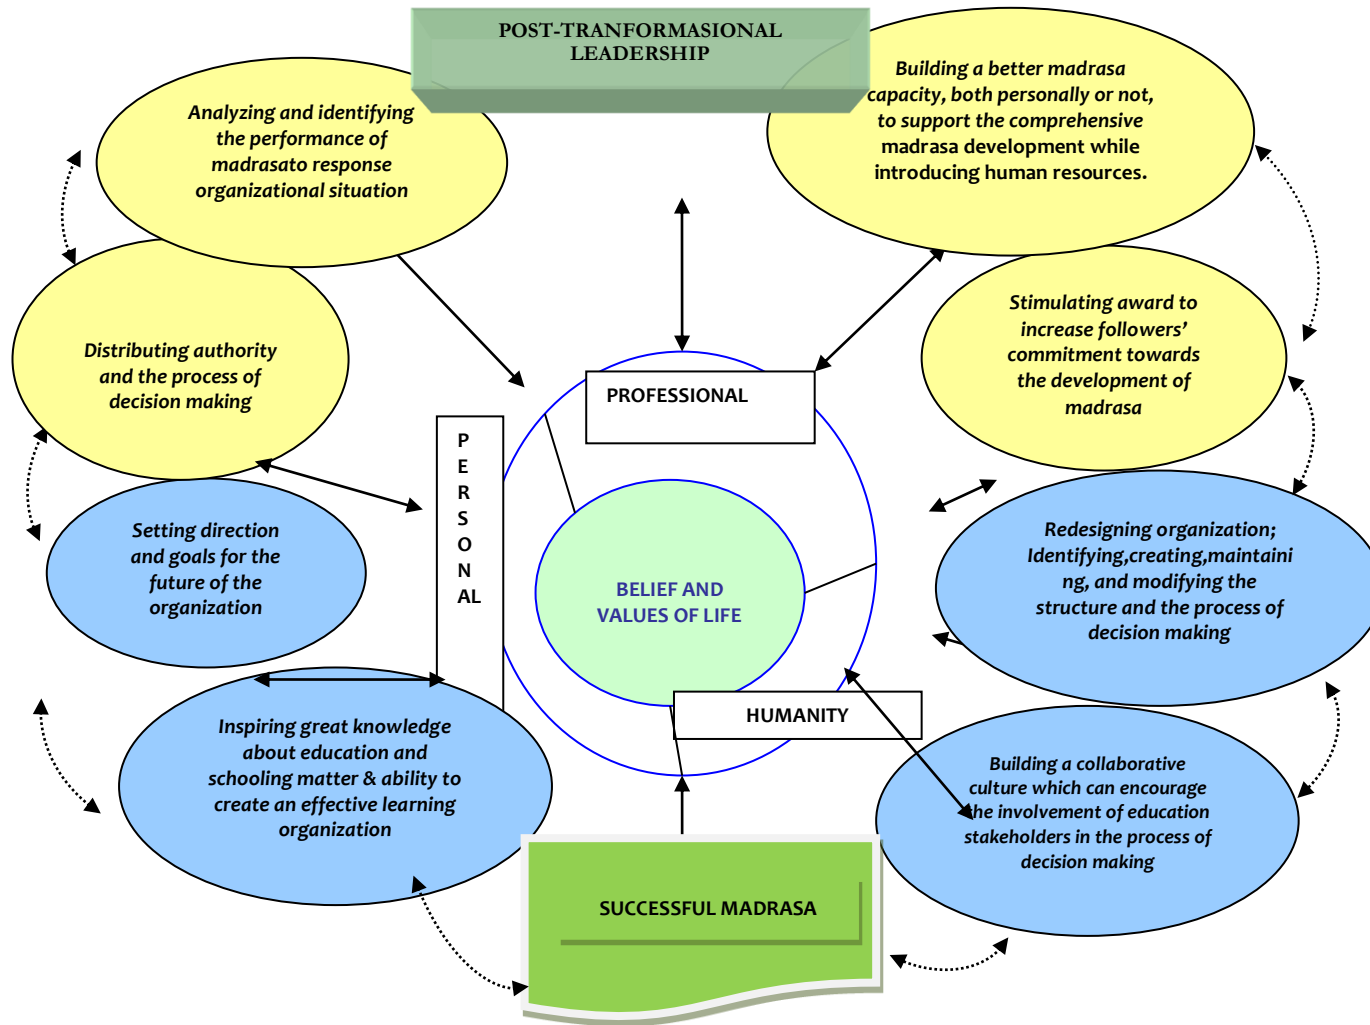 POST-TRANFORMASIONAL
LEADERSHIP
Analyzing and identifying
the performance of
madrasato response
organizational situation
Building a better madrasa
capacity, both personally or not,
to support the comprehensive
madrasa development while
introducing human resources.
Distributing authority
and the process of
decision making
Stimulating award to
increase followers’
commitment towards
the development of
madrasa
PROFESSIONAL
P
E
R
S
O
N
AL
Setting direction
and goals for the
future of the
organization
BELIEF AND
VALUES OF LIFE
Redesigning organization;
Identifying,creating,maintaini
ng, and modifying the
structure and the process of
decision making
HUMANITY
Inspiring great knowledge
about education and
schooling matter & ability to
create an effective learning
organization
Building a collaborative
culture which can encourage
the involvement of education
stakeholders in the process of
decision making
SUCCESSFUL MADRASA